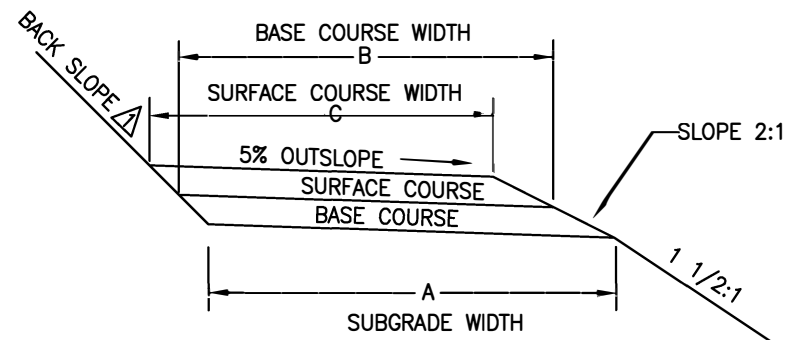 BASE COURSE WIDTH
B
BACK SLOPE 1
SURFACE COURSE WIDTH
C
SLOPE 2:1
5% OUTSLOPE
SURFACE COURSE
BASE COURSE
1 1/2:1
A
SUBGRADE WIDTH